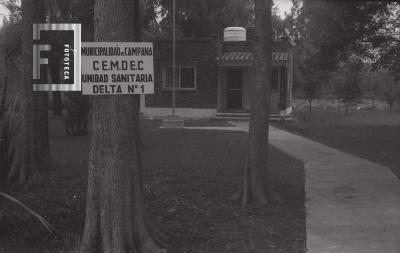 FOTOTECA
MUNICIPALIDAD DE CAMPANA
C.E.M.D.E.C
UNIDAD SANITARIA
DELTA Nº 1